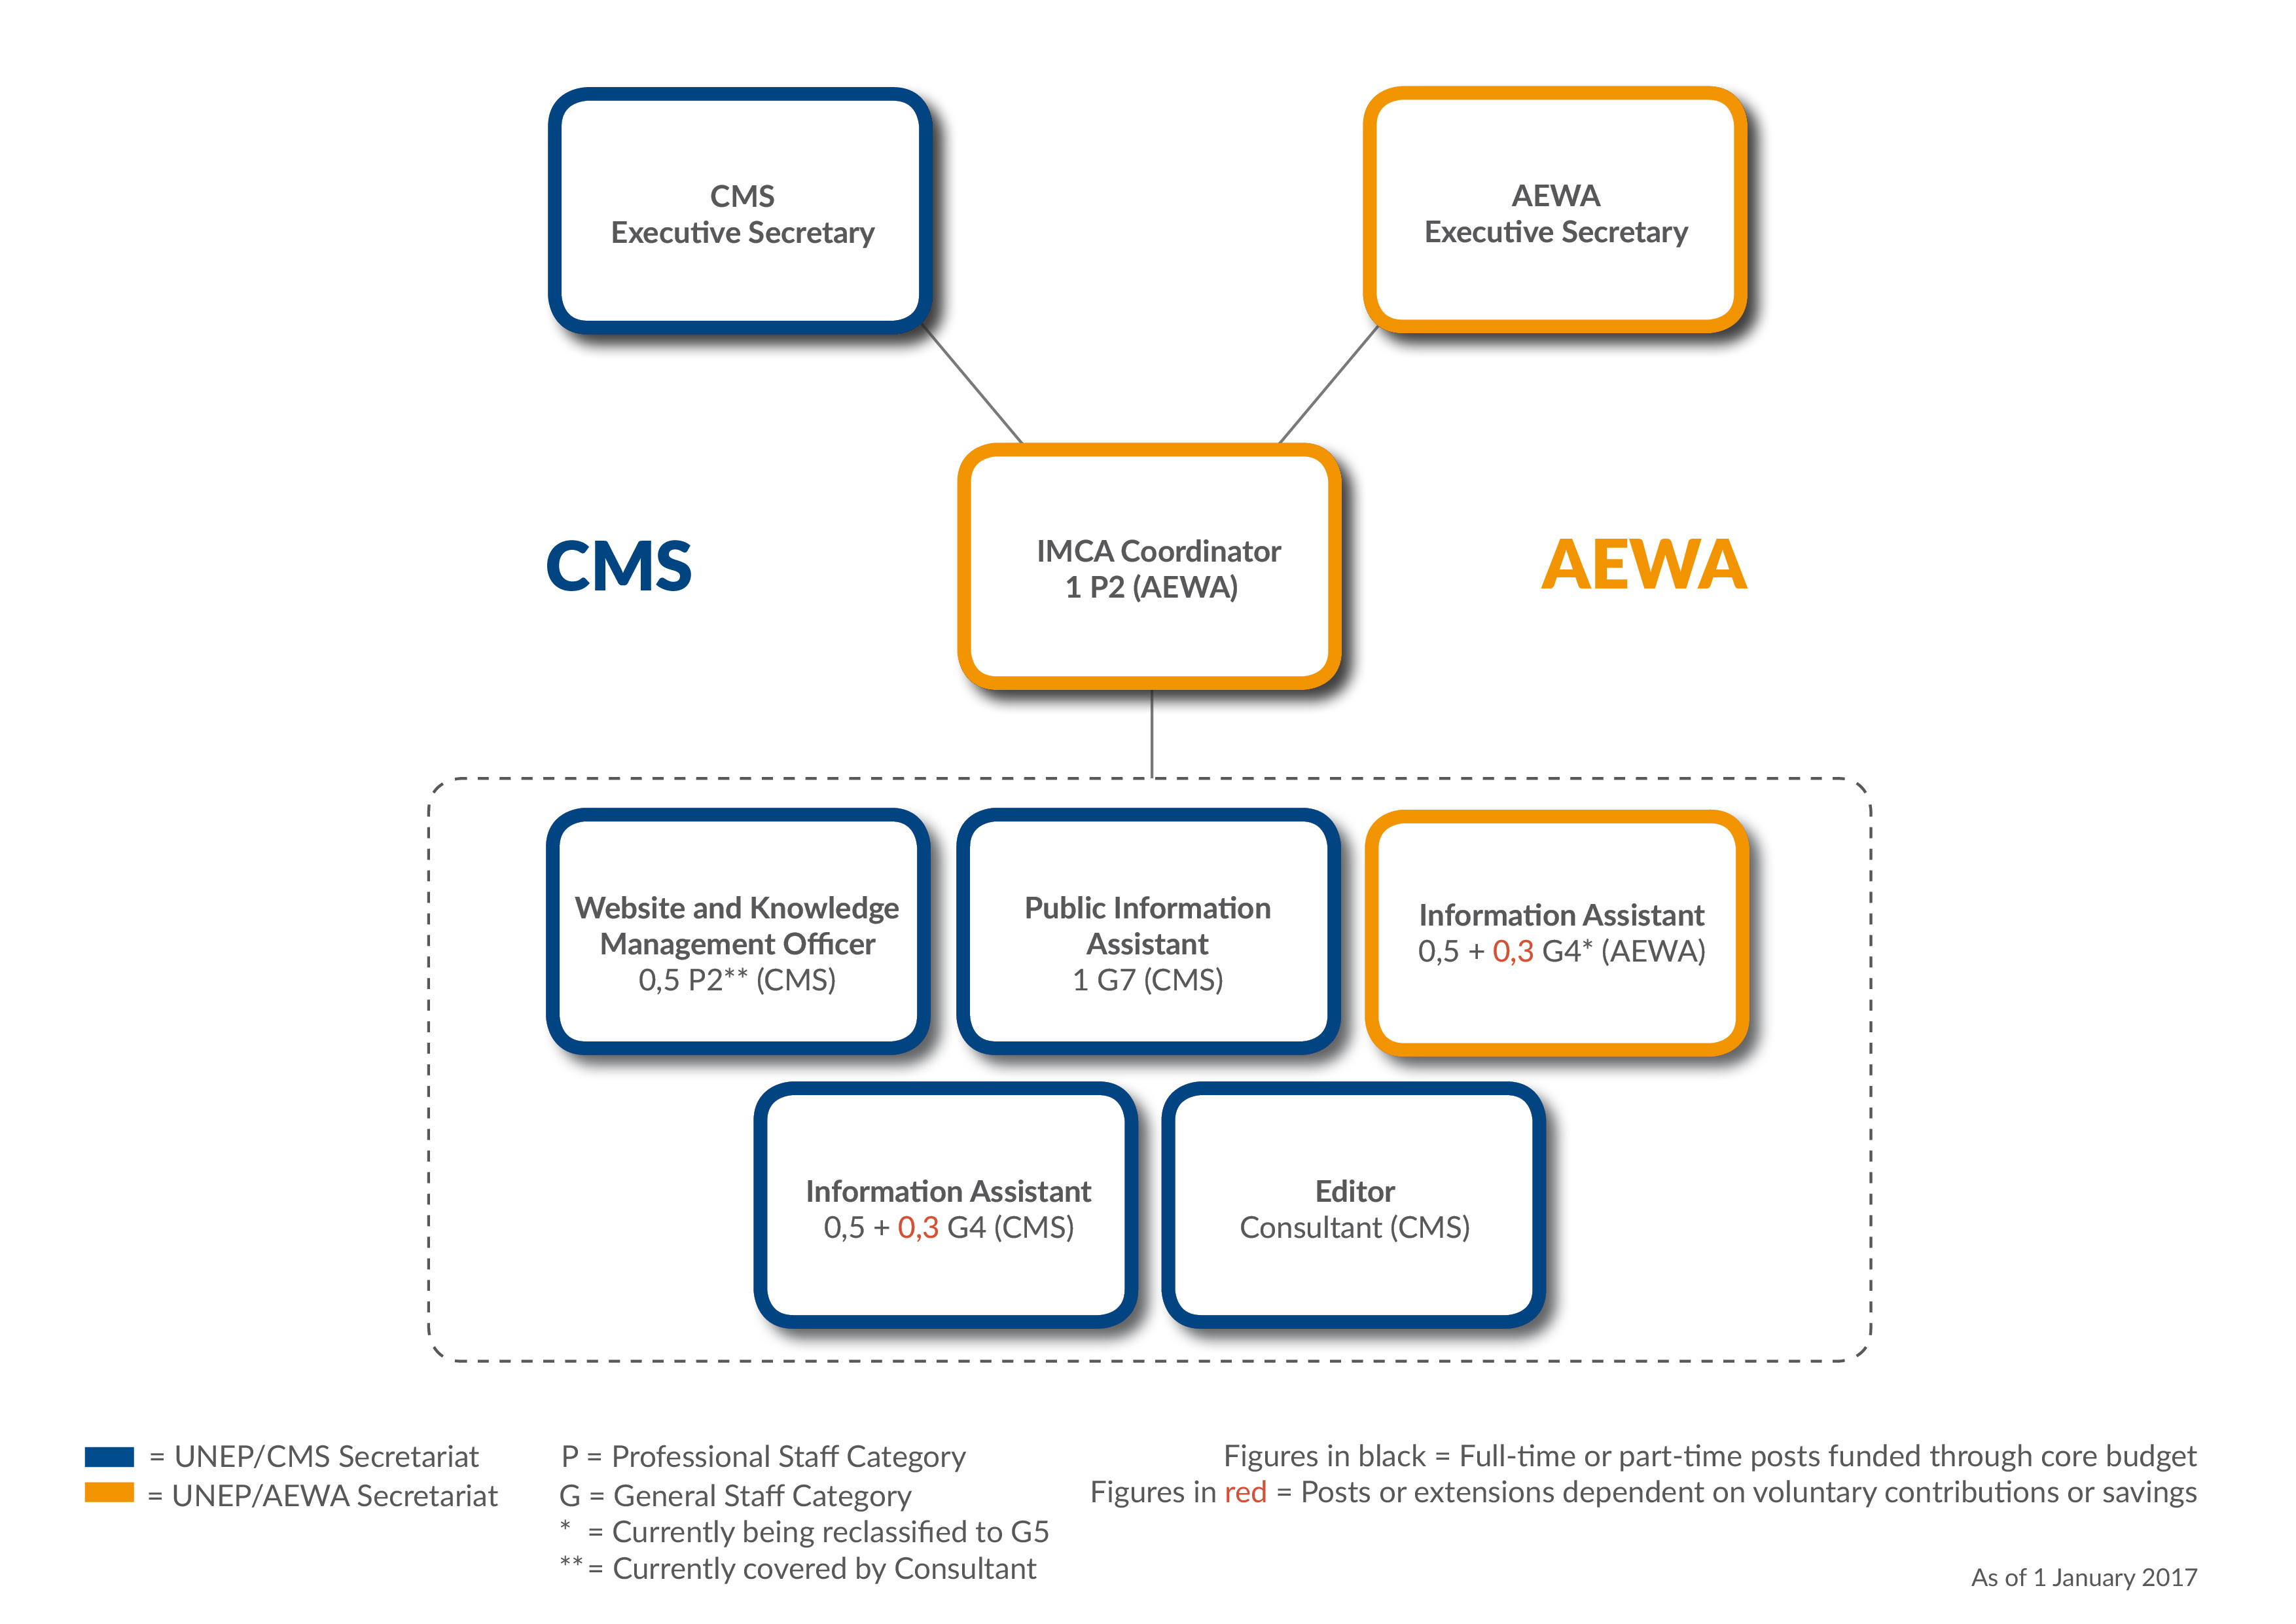 CMS
Executive Secretary
AEWA
Executive Secretary
CMS
IMCA Coordinator
1 P2 (AEWA)
AEWA
Website and Knowledge
Management Officer
0,5 P2** (CMS)
Public Information
Assistant
1 G7 (CMS)
Information Assistant
0,5 + 0,3 G4* (AEWA)
Information Assistant
0,5 + 0,3 G4 (CMS)
Editor
Consultant (CMS)
= UNEP/CMS Secretariat
= UNEP/AEWA Secretariat
P = Professional Staff Category
G = General Staff Category
* = Currently being reclassified to G5
** = Currently covered by Consultant
Figures in black = Full-time or part-time posts funded through core budget
Figures in red = Posts or extensions dependent on voluntary contributions or savings
As of 1 January 2017